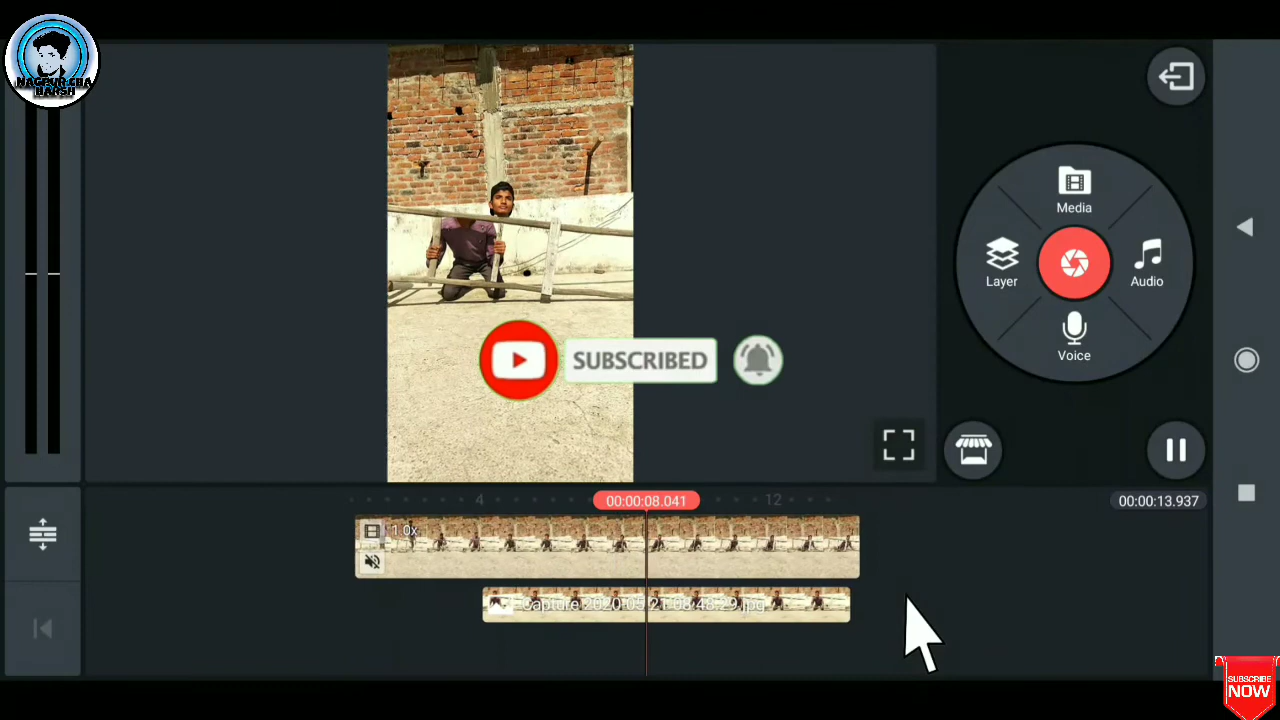 NAGPUR CHA
HARSH
Media
Layer
Audio
Voice
SUBSCRIBED
4
00:00:08.041
12
00:00:13.937
1.0x
Capture 2020.05.21 08.48.29.jpg
SUBSCRIBE
NOW